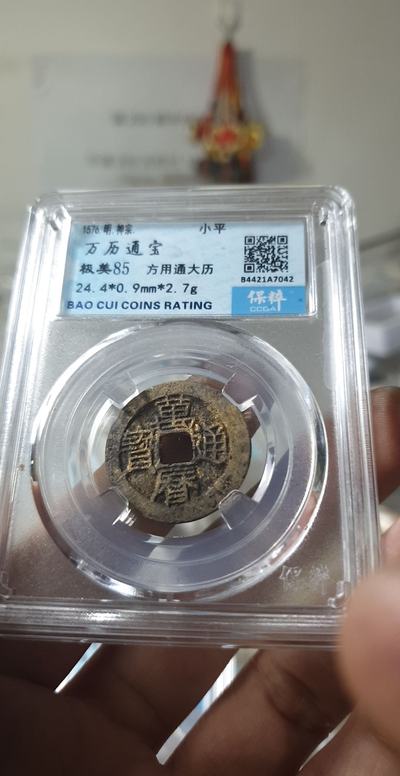 1576 明.神宗 小平
万历通宝
极美85 方用通大历
24.4*0.9mm*2.7g
B4421A7042
保粹
CCGA
BAO CUI COINS RATING
萬曆通寶